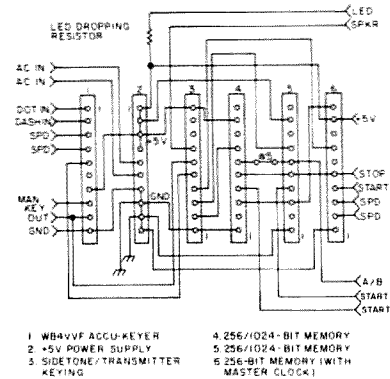 LED DROPPING
RESISTOR
LED
SPKR
AC IN
AC IN
1
2
3
4
5
6
DOT IN
DASH IN
SPD
SPD
+5V
+5V
STOP
START
MAN
KEY
OUT
GND
GND
SPD
SPD
A/B
START
START
1 WB4VVF ACCU-KEYER
2. +5V POWER SUPPLY
3. SIDETONE/TRANSMITTER
KEYING
4. 256/1024-BIT MEMORY
5. 256/1024-BIT MEMORY
6. 256-BIT MEMORY (WITH
MASTER CLOCK)